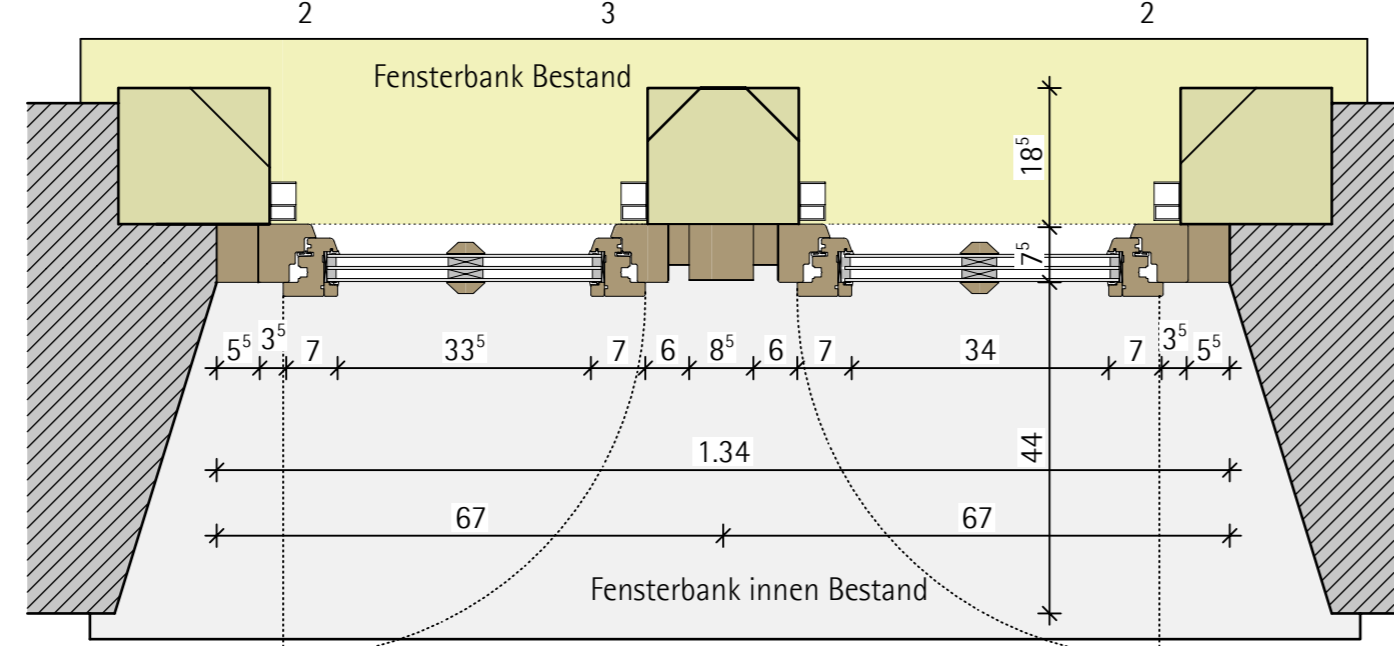 2 3 2
Fensterbank Bestand
18⁵
7⁵
5⁵ 3⁵ 7 33⁵ 7 6 8⁵ 6 7 34 7 3⁵ 5⁵
1.34
44
67 67
Fensterbank innen Bestand